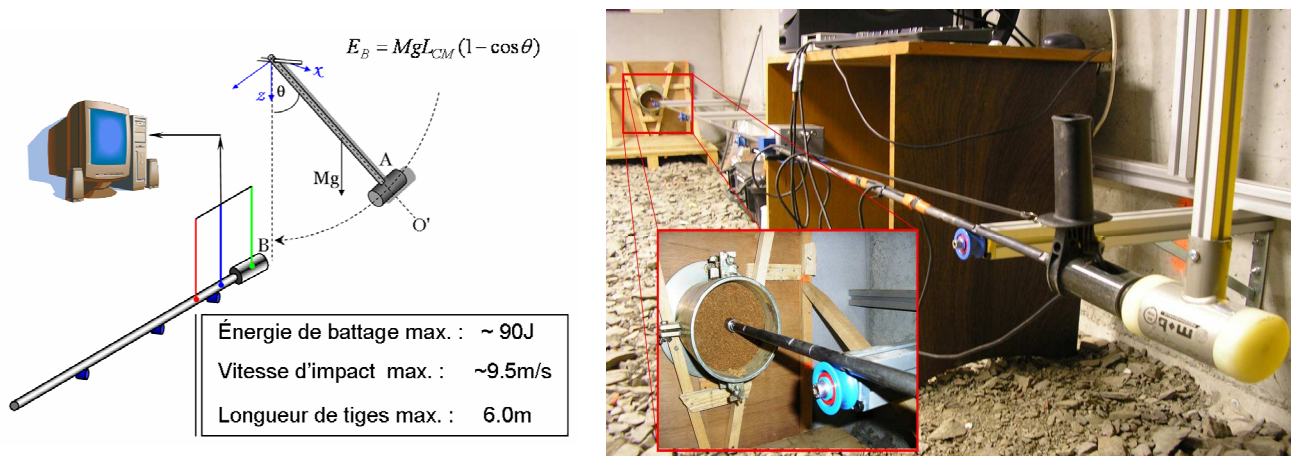 E_B = MgL_CM (1 − cos θ)
x
z
θ
A
Mg
O'
B
Énergie de battage max. : ~ 90J
Vitesse d'impact max. : ~9.5m/s
Longueur de tiges max. : 6.0m
m+b